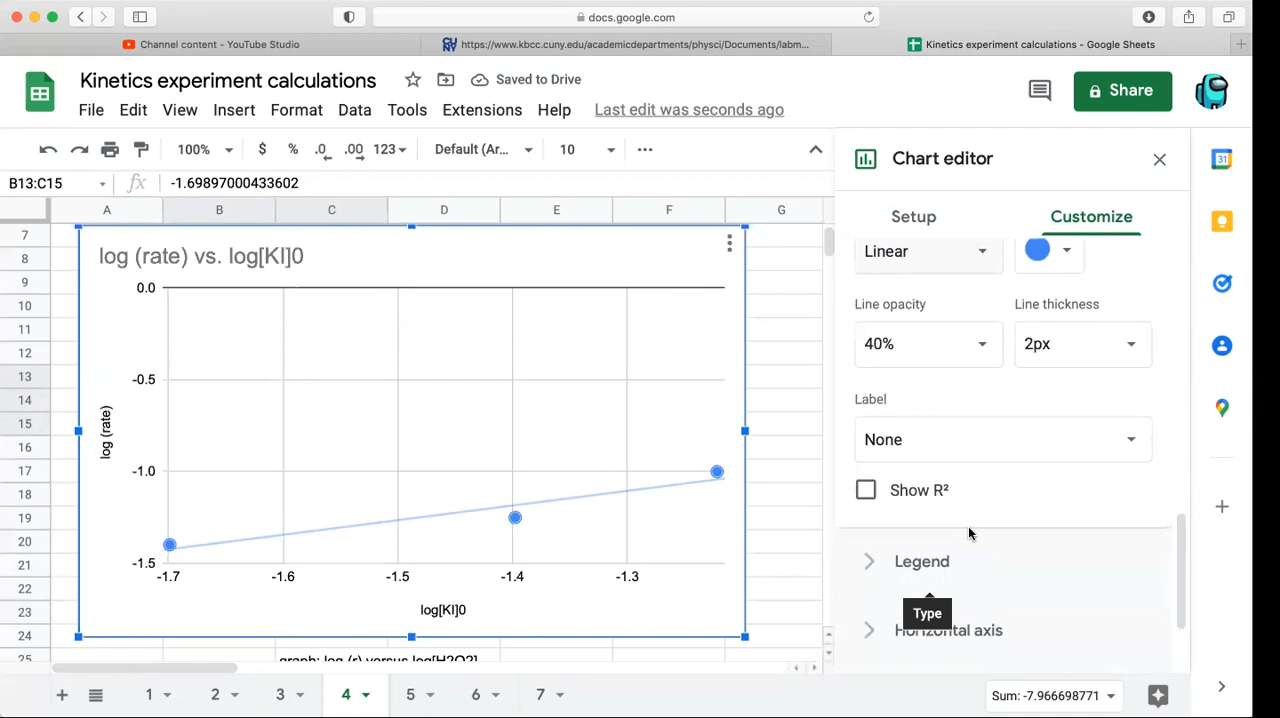 docs.google.com
Channel content - YouTube Studio
https://www.kbcc.cuny.edu/academicdepartments/physci/Documents/labm...
Kinetics experiment calculations - Google Sheets
Kinetics experiment calculations
Saved to Drive
File Edit View Insert Format Data Tools Extensions Help Last edit was seconds ago
Share
100% $ % .0 .00 123 Default (Ar... 10
B13:C15 fx -1.69897000433602
A B C D E F G
7
8
9
10
11
12
13
14
15
16
17
18
19
20
21
22
23
24
25
log (rate) vs. log[KI]0
0.0
-0.5
-1.0
-1.5
log (rate)
-1.7 -1.6 -1.5 -1.4 -1.3
log[KI]0
graph: log (r) versus log[H2O2]
Chart editor
Setup Customize
Linear
Line opacity Line thickness
40% 2px
Label
None
Show R²
Legend
Type
Horizontal axis
31
1 2 3 4 5 6 7
Sum: -7.966698771